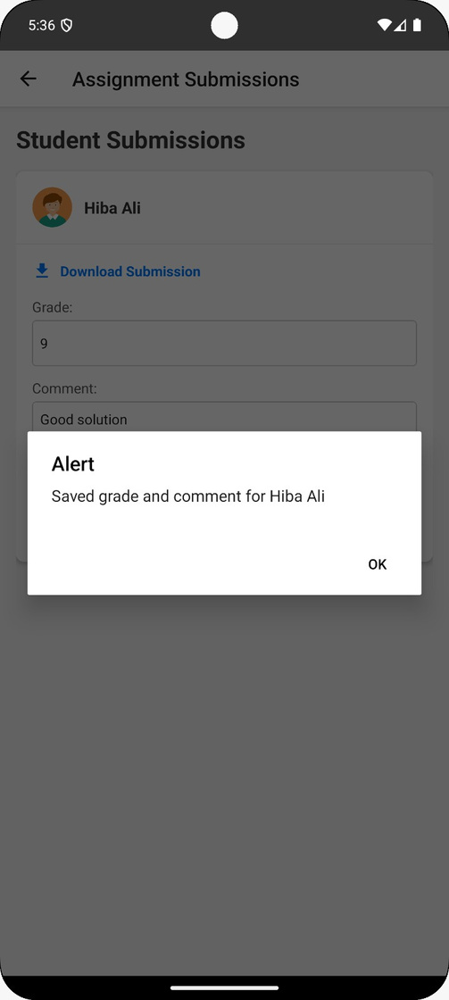 5:36
Assignment Submissions
Student Submissions
Hiba Ali
Download Submission
Grade:
9
Comment:
Good solution
Alert
Saved grade and comment for Hiba Ali
OK